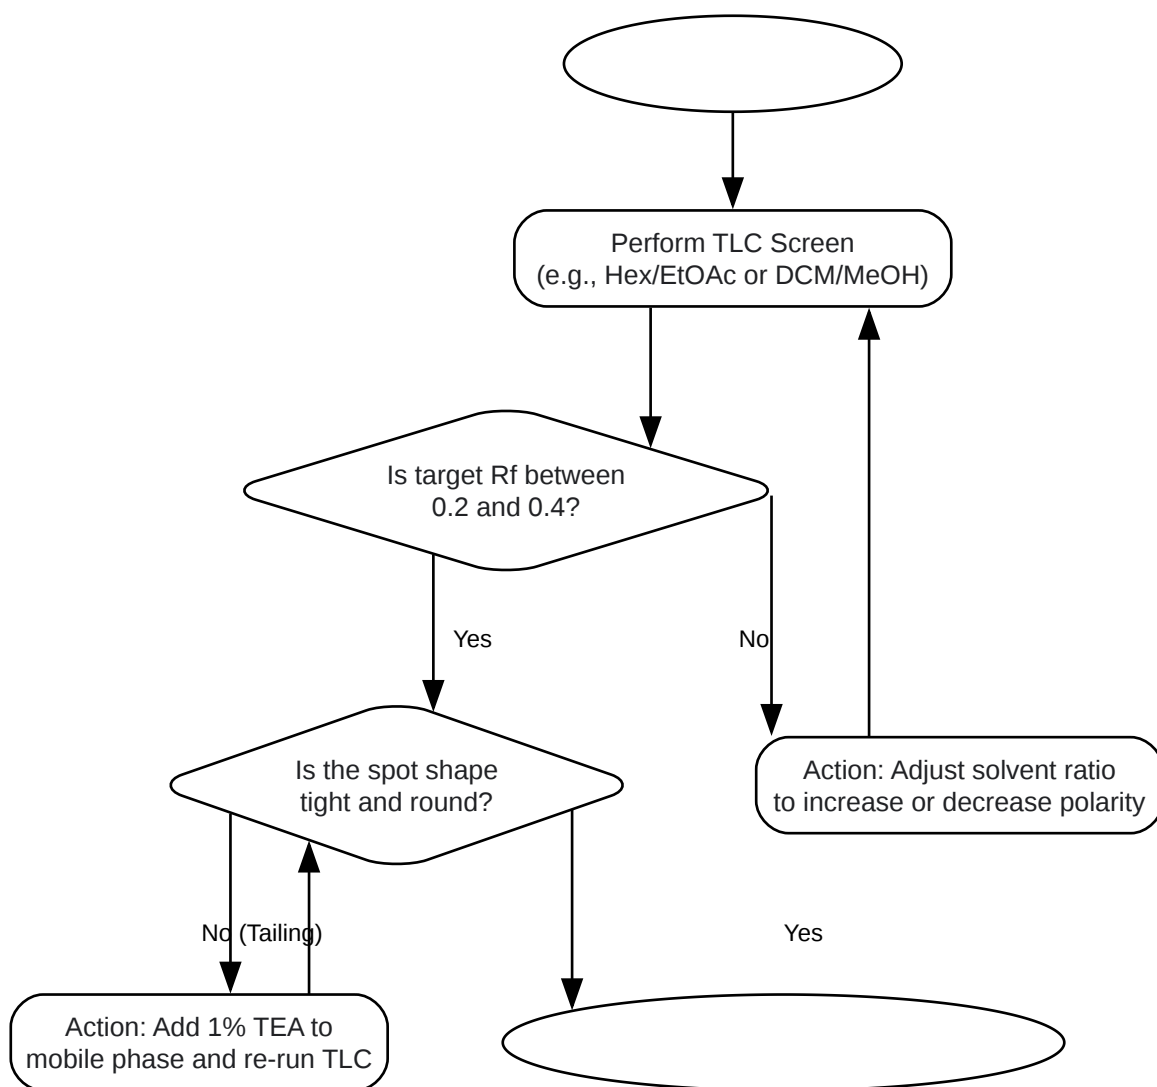 Perform TLC Screen
(e.g., Hex/EtOAc or DCM/MeOH)
Is target Rf between
0.2 and 0.4?
Yes
No
Is the spot shape
tight and round?
Action: Adjust solvent ratio
to increase or decrease polarity
No (Tailing)
Yes
Action: Add 1% TEA to
mobile phase and re-run TLC